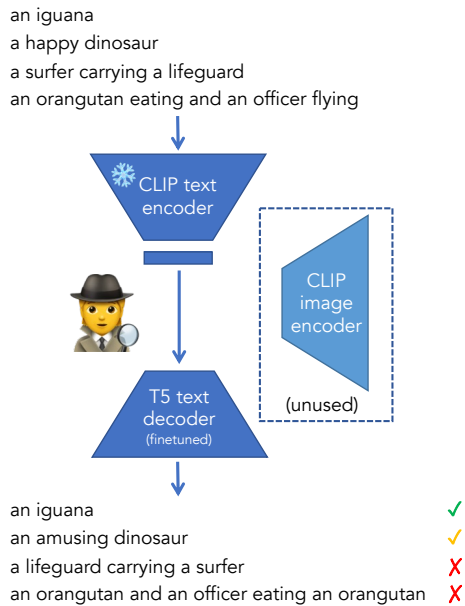 an iguana
a happy dinosaur
a surfer carrying a lifeguard
an orangutan eating and an officer flying
CLIP text
encoder
CLIP
image
encoder
(unused)
T5 text
decoder
(finetuned)
an iguana ✓
an amusing dinosaur ✓
a lifeguard carrying a surfer ✗
an orangutan and an officer eating an orangutan ✗